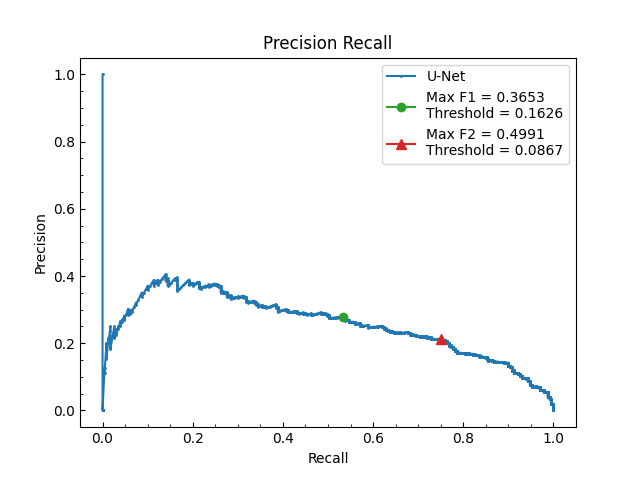 Precision Recall
U-Net
Max F1 = 0.3653
Threshold = 0.1626
Max F2 = 0.4991
Threshold = 0.0867
Precision
1.0
0.8
0.6
0.4
0.2
0.0
0.0 0.2 0.4 0.6 0.8 1.0
Recall